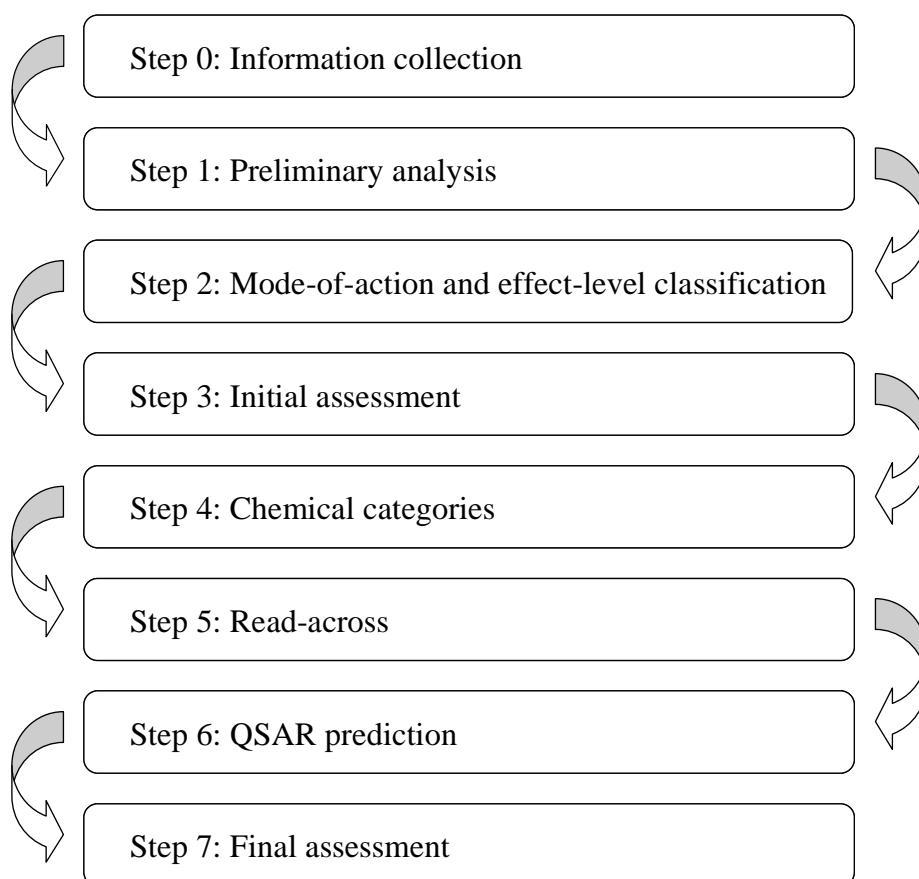 Step 0: Information collection
Step 1: Preliminary analysis
Step 2: Mode-of-action and effect-level classification
Step 3: Initial assessment
Step 4: Chemical categories
Step 5: Read-across
Step 6: QSAR prediction
Step 7: Final assessment